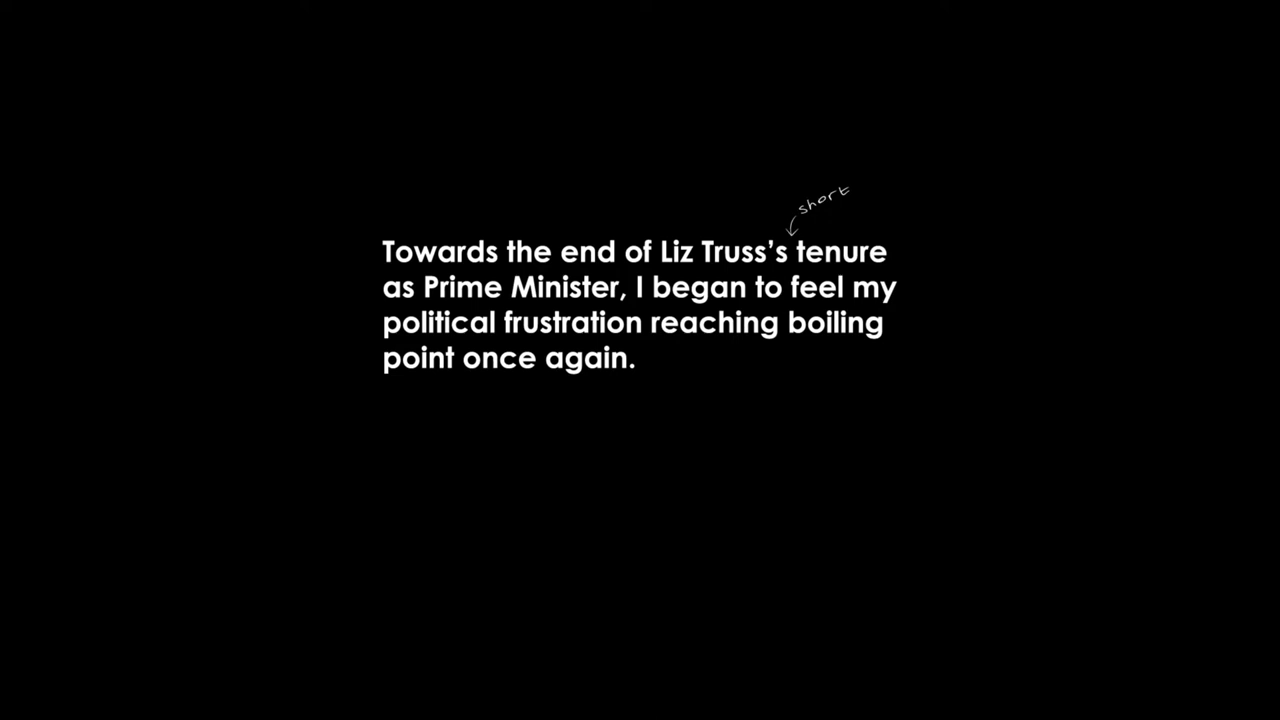 short
Towards the end of Liz Truss’s tenure
as Prime Minister, I began to feel my
political frustration reaching boiling
point once again.